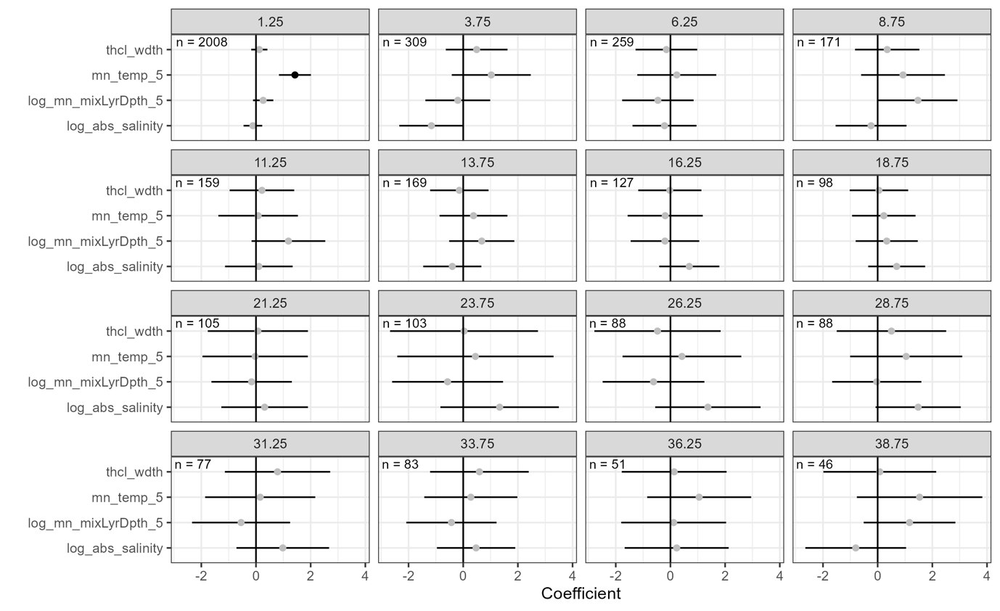 1.25 3.75 6.25 8.75
n = 2008 n = 309 n = 259 n = 171
thcl_wdth
mn_temp_5
log_mn_mixLyrDpth_5
log_abs_salinity
11.25 13.75 16.25 18.75
n = 159 n = 169 n = 127 n = 98
thcl_wdth
mn_temp_5
log_mn_mixLyrDpth_5
log_abs_salinity
21.25 23.75 26.25 28.75
n = 105 n = 103 n = 88 n = 88
thcl_wdth
mn_temp_5
log_mn_mixLyrDpth_5
log_abs_salinity
31.25 33.75 36.25 38.75
n = 77 n = 83 n = 51 n = 46
thcl_wdth
mn_temp_5
log_mn_mixLyrDpth_5
log_abs_salinity
-2 0 2 4 -2 0 2 4 -2 0 2 4 -2 0 2 4
Coefficient